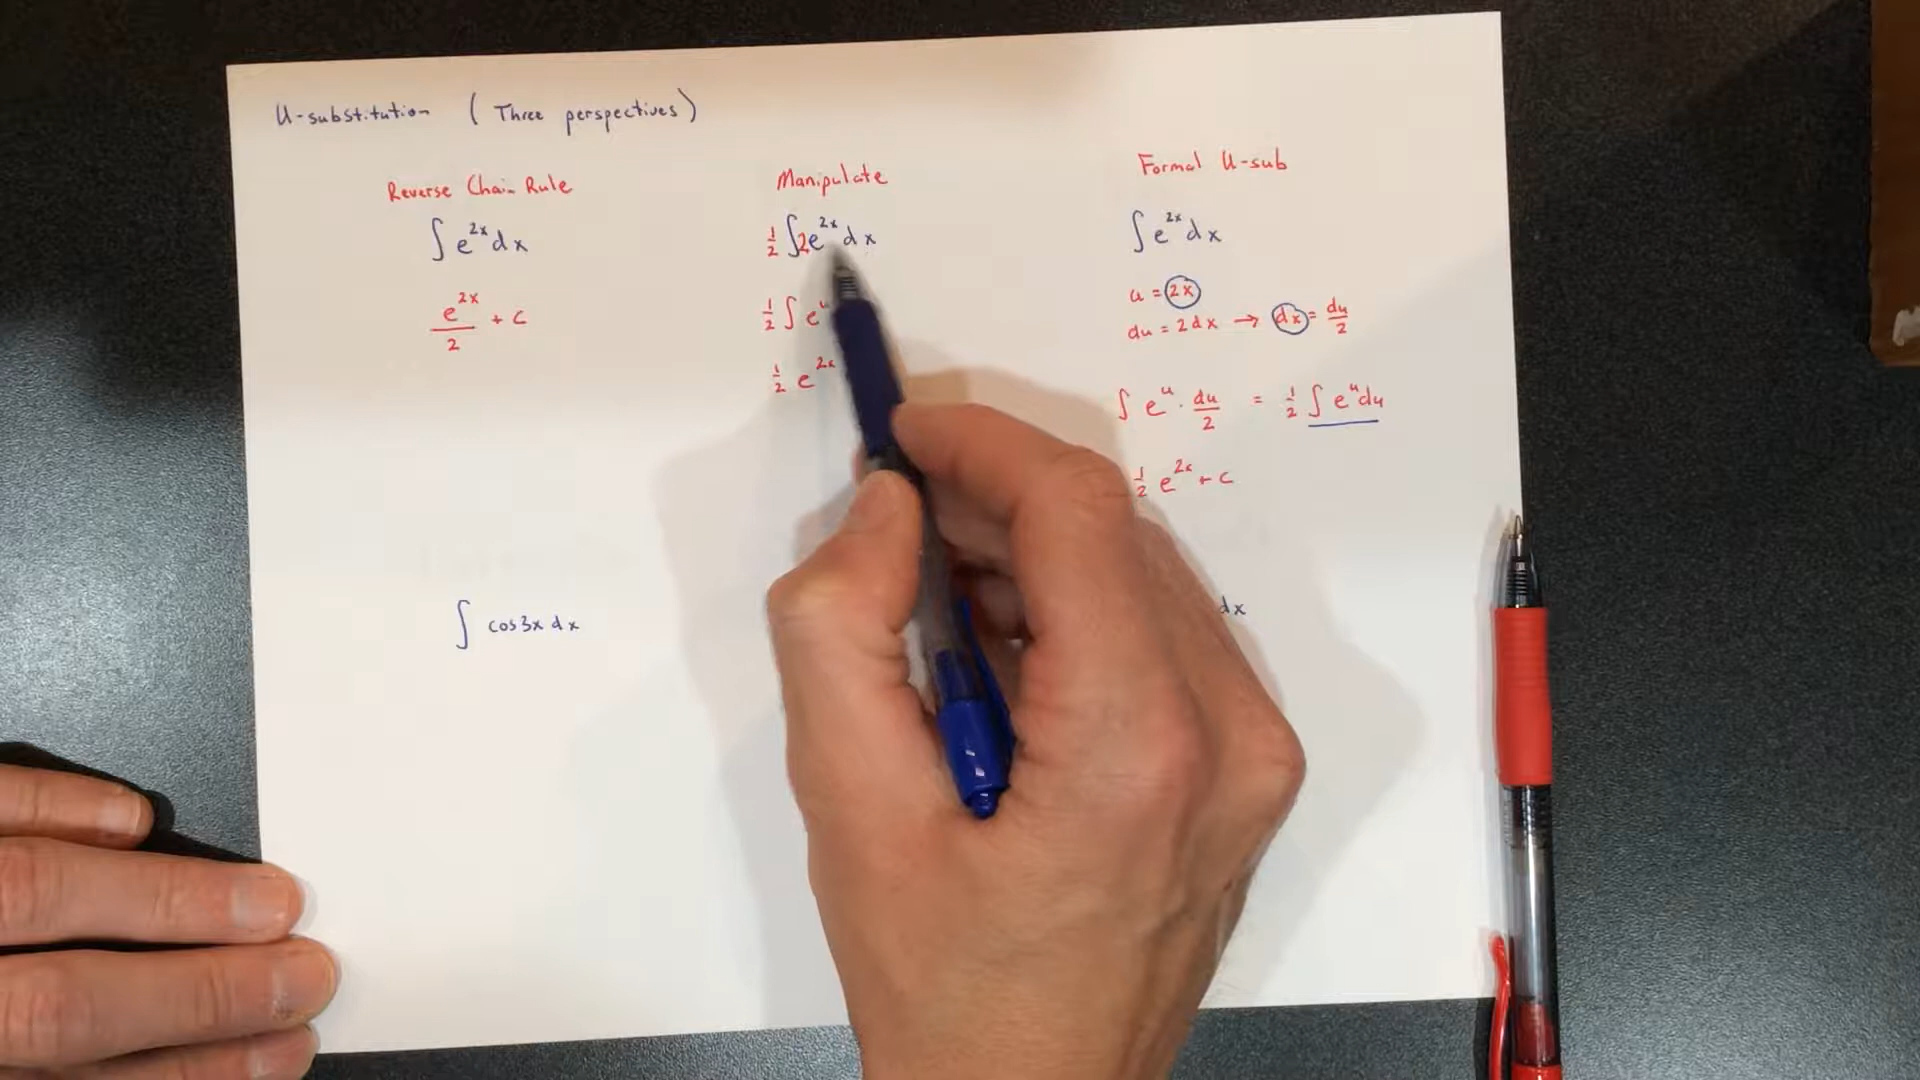 U-substitution (Three perspectives)
Reverse Chain Rule
∫ e^{2x} dx
e^{2x}/2 + c
∫ cos3x dx
Manipulate
1/2 ∫ 2e^{2x} dx
1/2 ∫ e^u
1/2 e^{2x}
Formal U-sub
∫ e^{2x} dx
u = 2x
du = 2dx → dx = du/2
∫ e^u · du/2 = 1/2 ∫ e^u du
1/2 e^{2x} + c
dx